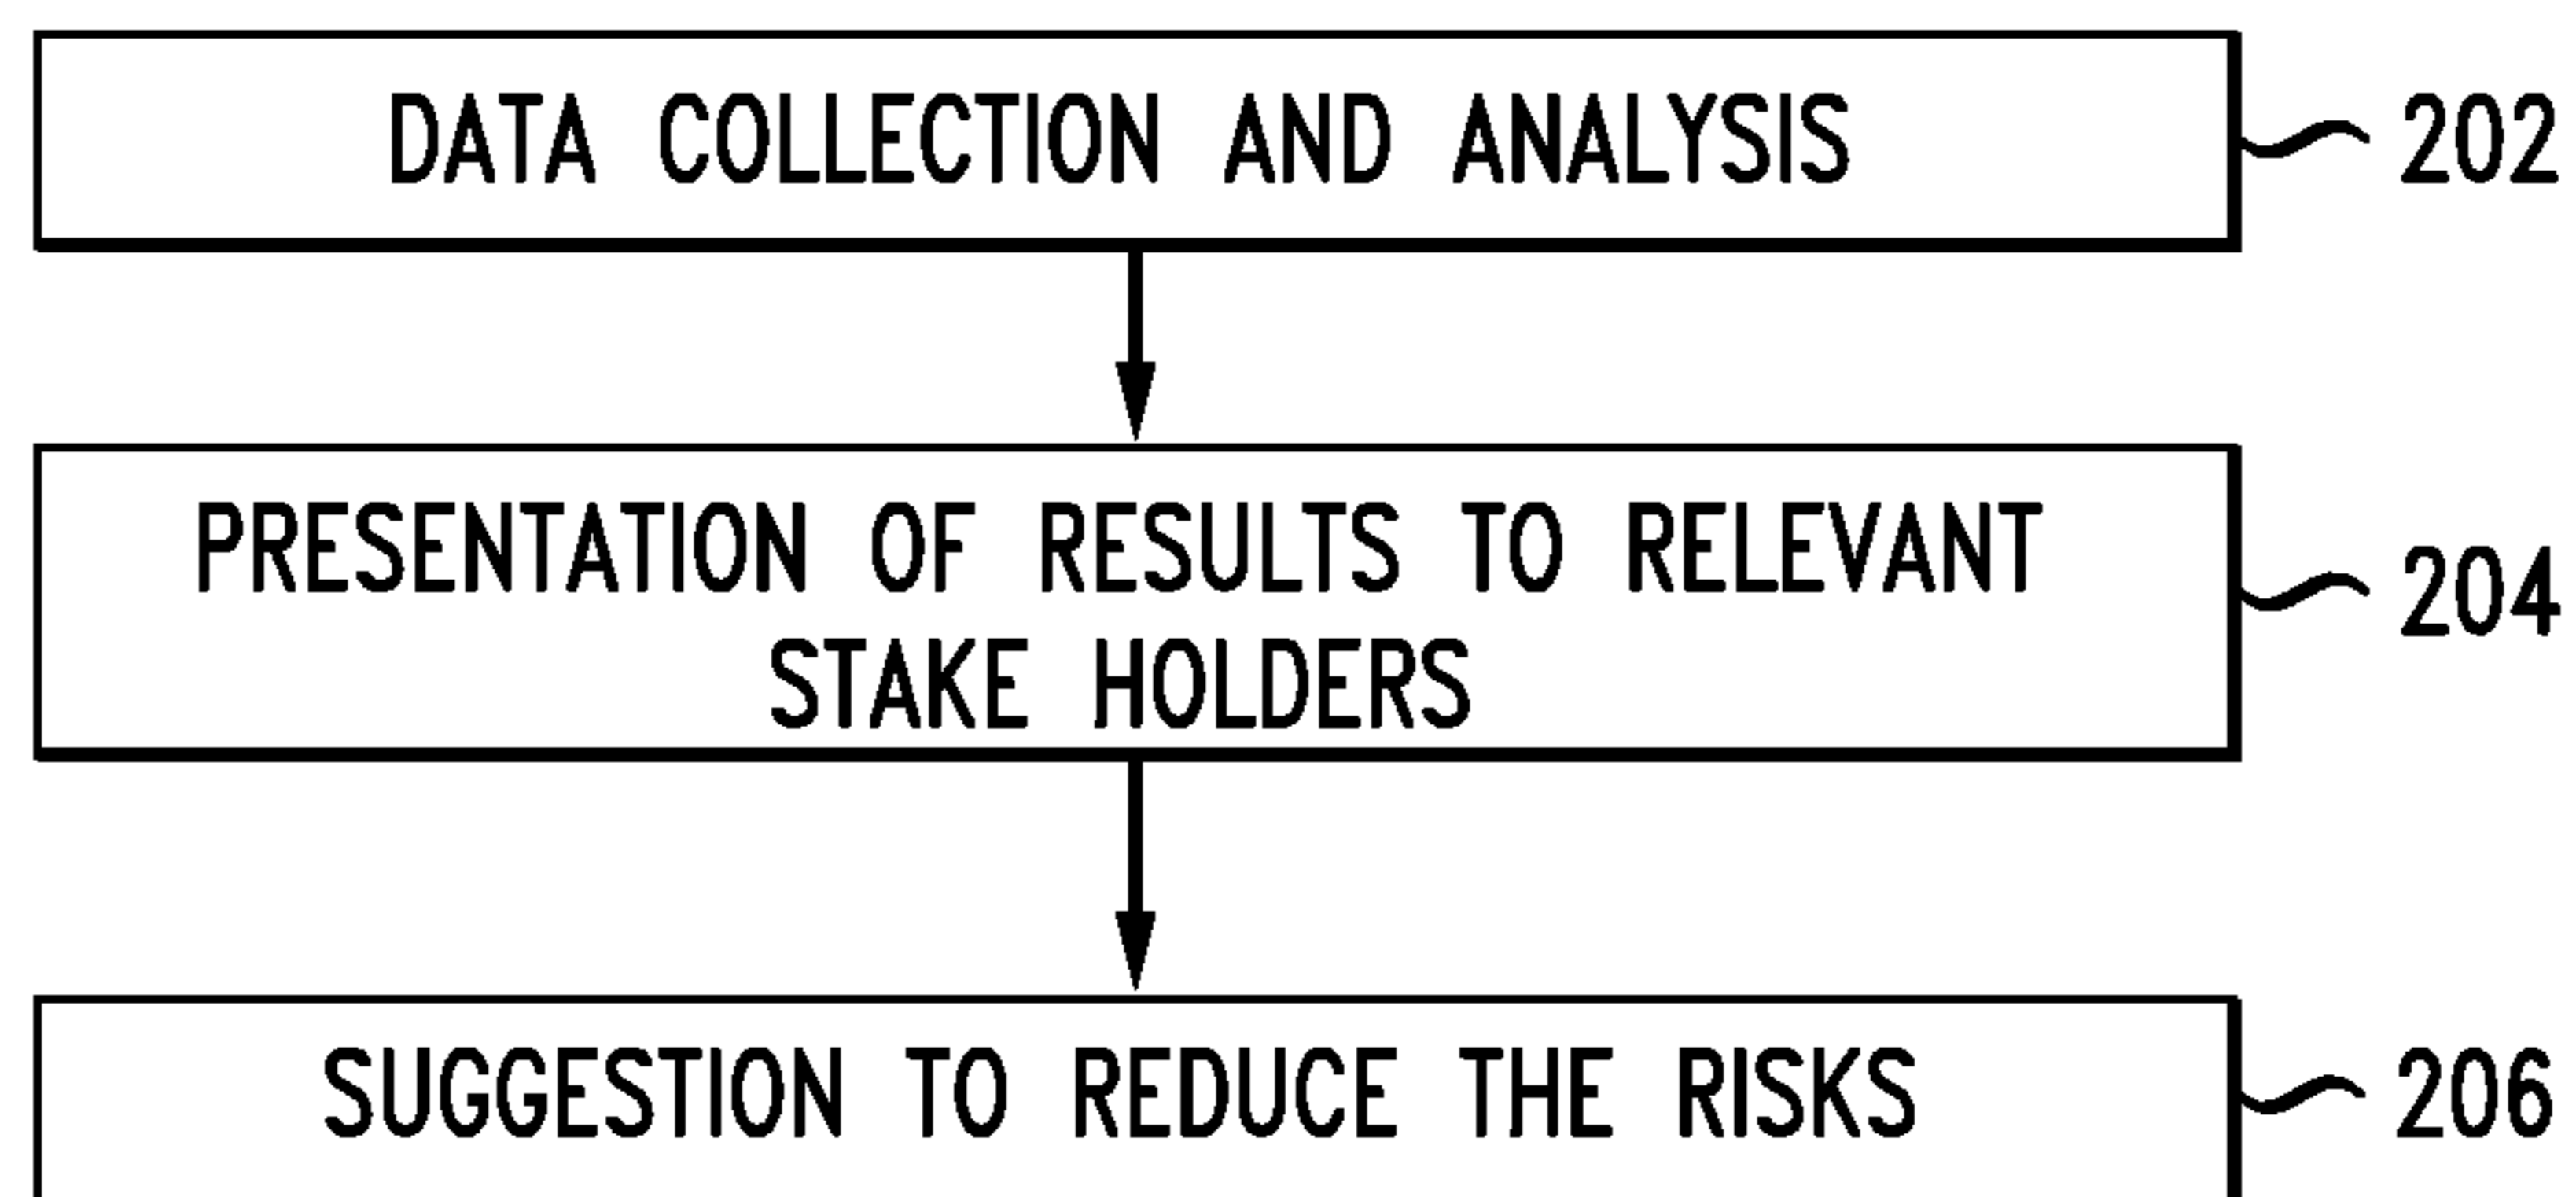 DATA COLLECTION AND ANALYSIS 202
PRESENTATION OF RESULTS TO RELEVANT
STAKE HOLDERS
204
SUGGESTION TO REDUCE THE RISKS 206